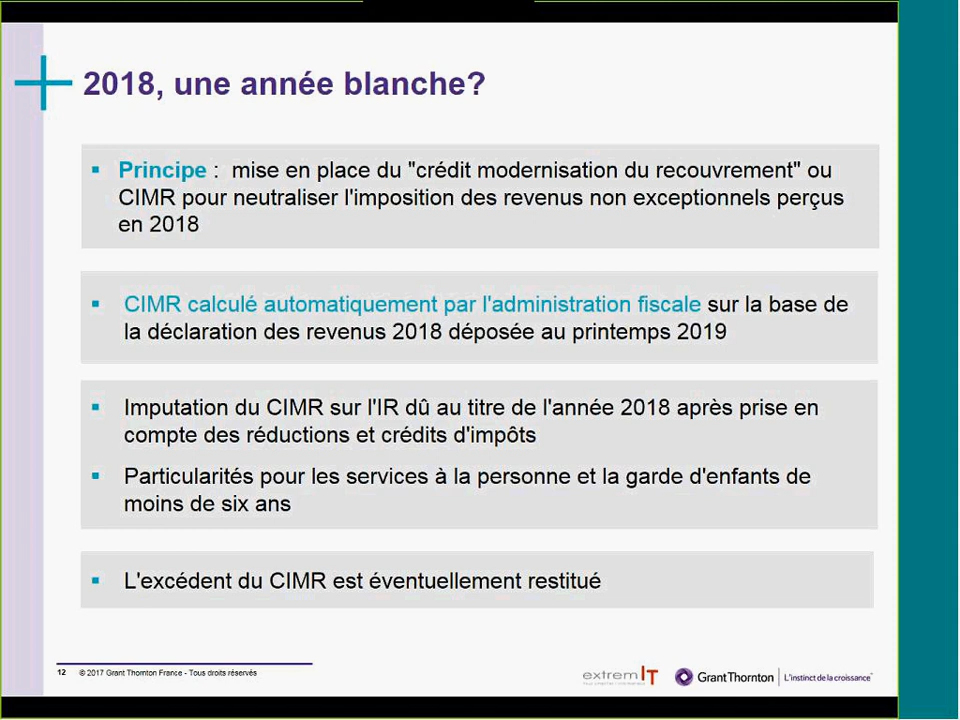 2018, une année blanche?
▪ Principe : mise en place du "crédit modernisation du recouvrement" ou
CIMR pour neutraliser l'imposition des revenus non exceptionnels perçus
en 2018
▪ CIMR calculé automatiquement par l'administration fiscale sur la base de
la déclaration des revenus 2018 déposée au printemps 2019
▪ Imputation du CIMR sur l'IR dû au titre de l'année 2018 après prise en
compte des réductions et crédits d'impôts
▪ Particularités pour les services à la personne et la garde d'enfants de
moins de six ans
▪ L'excédent du CIMR est éventuellement restitué
12 © 2017 Grant Thornton France - Tous droits réservés
extremIT
GrantThornton
L'instinct de la croissance